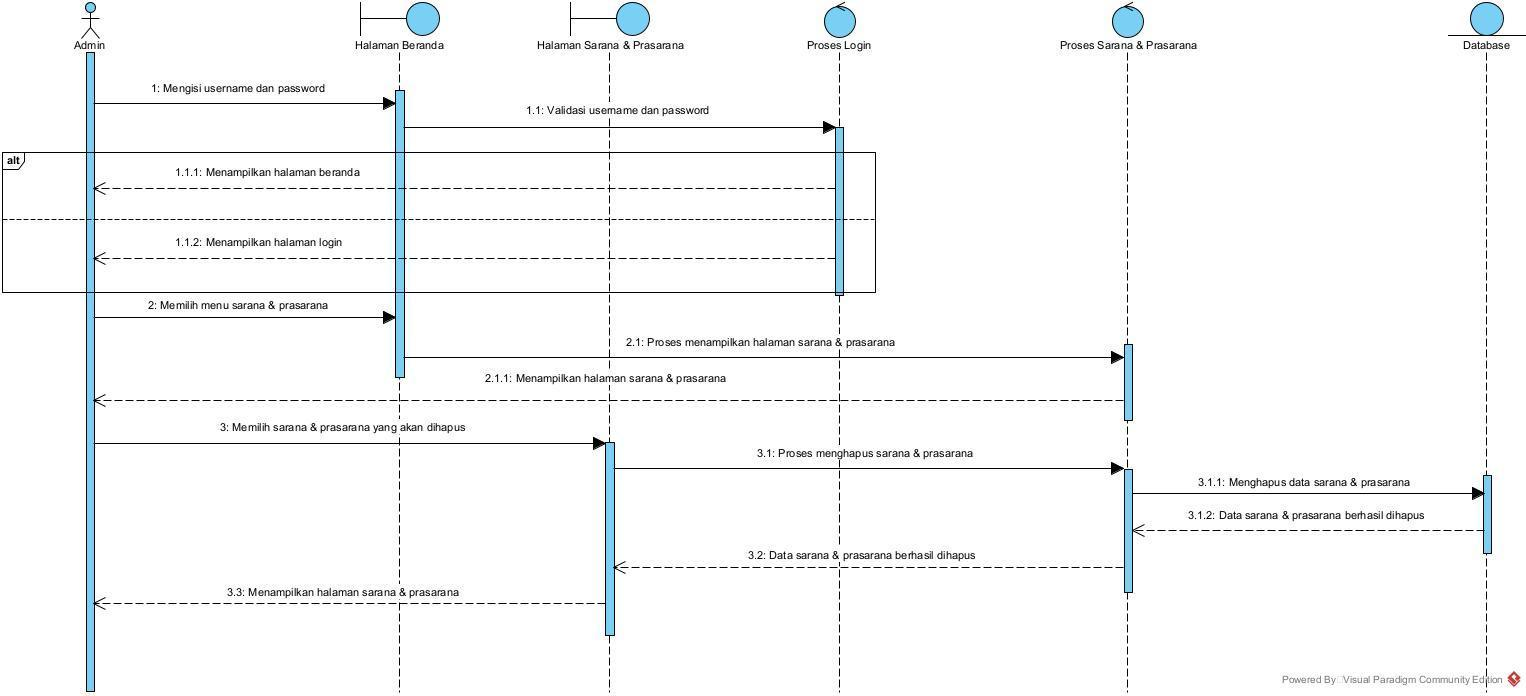 Admin
Halaman Beranda
Halaman Sarana & Prasarana
Proses Login
Proses Sarana & Prasarana
Database
1: Mengisi username dan password
1.1: Validasi username dan password
alt
1.1.1: Menampilkan halaman beranda
1.1.2: Menampilkan halaman login
2: Memilih menu sarana & prasarana
2.1: Proses menampilkan halaman sarana & prasarana
2.1.1: Menampilkan halaman sarana & prasarana
3: Memilih sarana & prasarana yang akan dihapus
3.1: Proses menghapus sarana & prasarana
3.1.1: Menghapus data sarana & prasarana
3.1.2: Data sarana & prasarana berhasil dihapus
3.2: Data sarana & prasarana berhasil dihapus
3.3: Menampilkan halaman sarana & prasarana
Powered By Visual Paradigm Community Edition